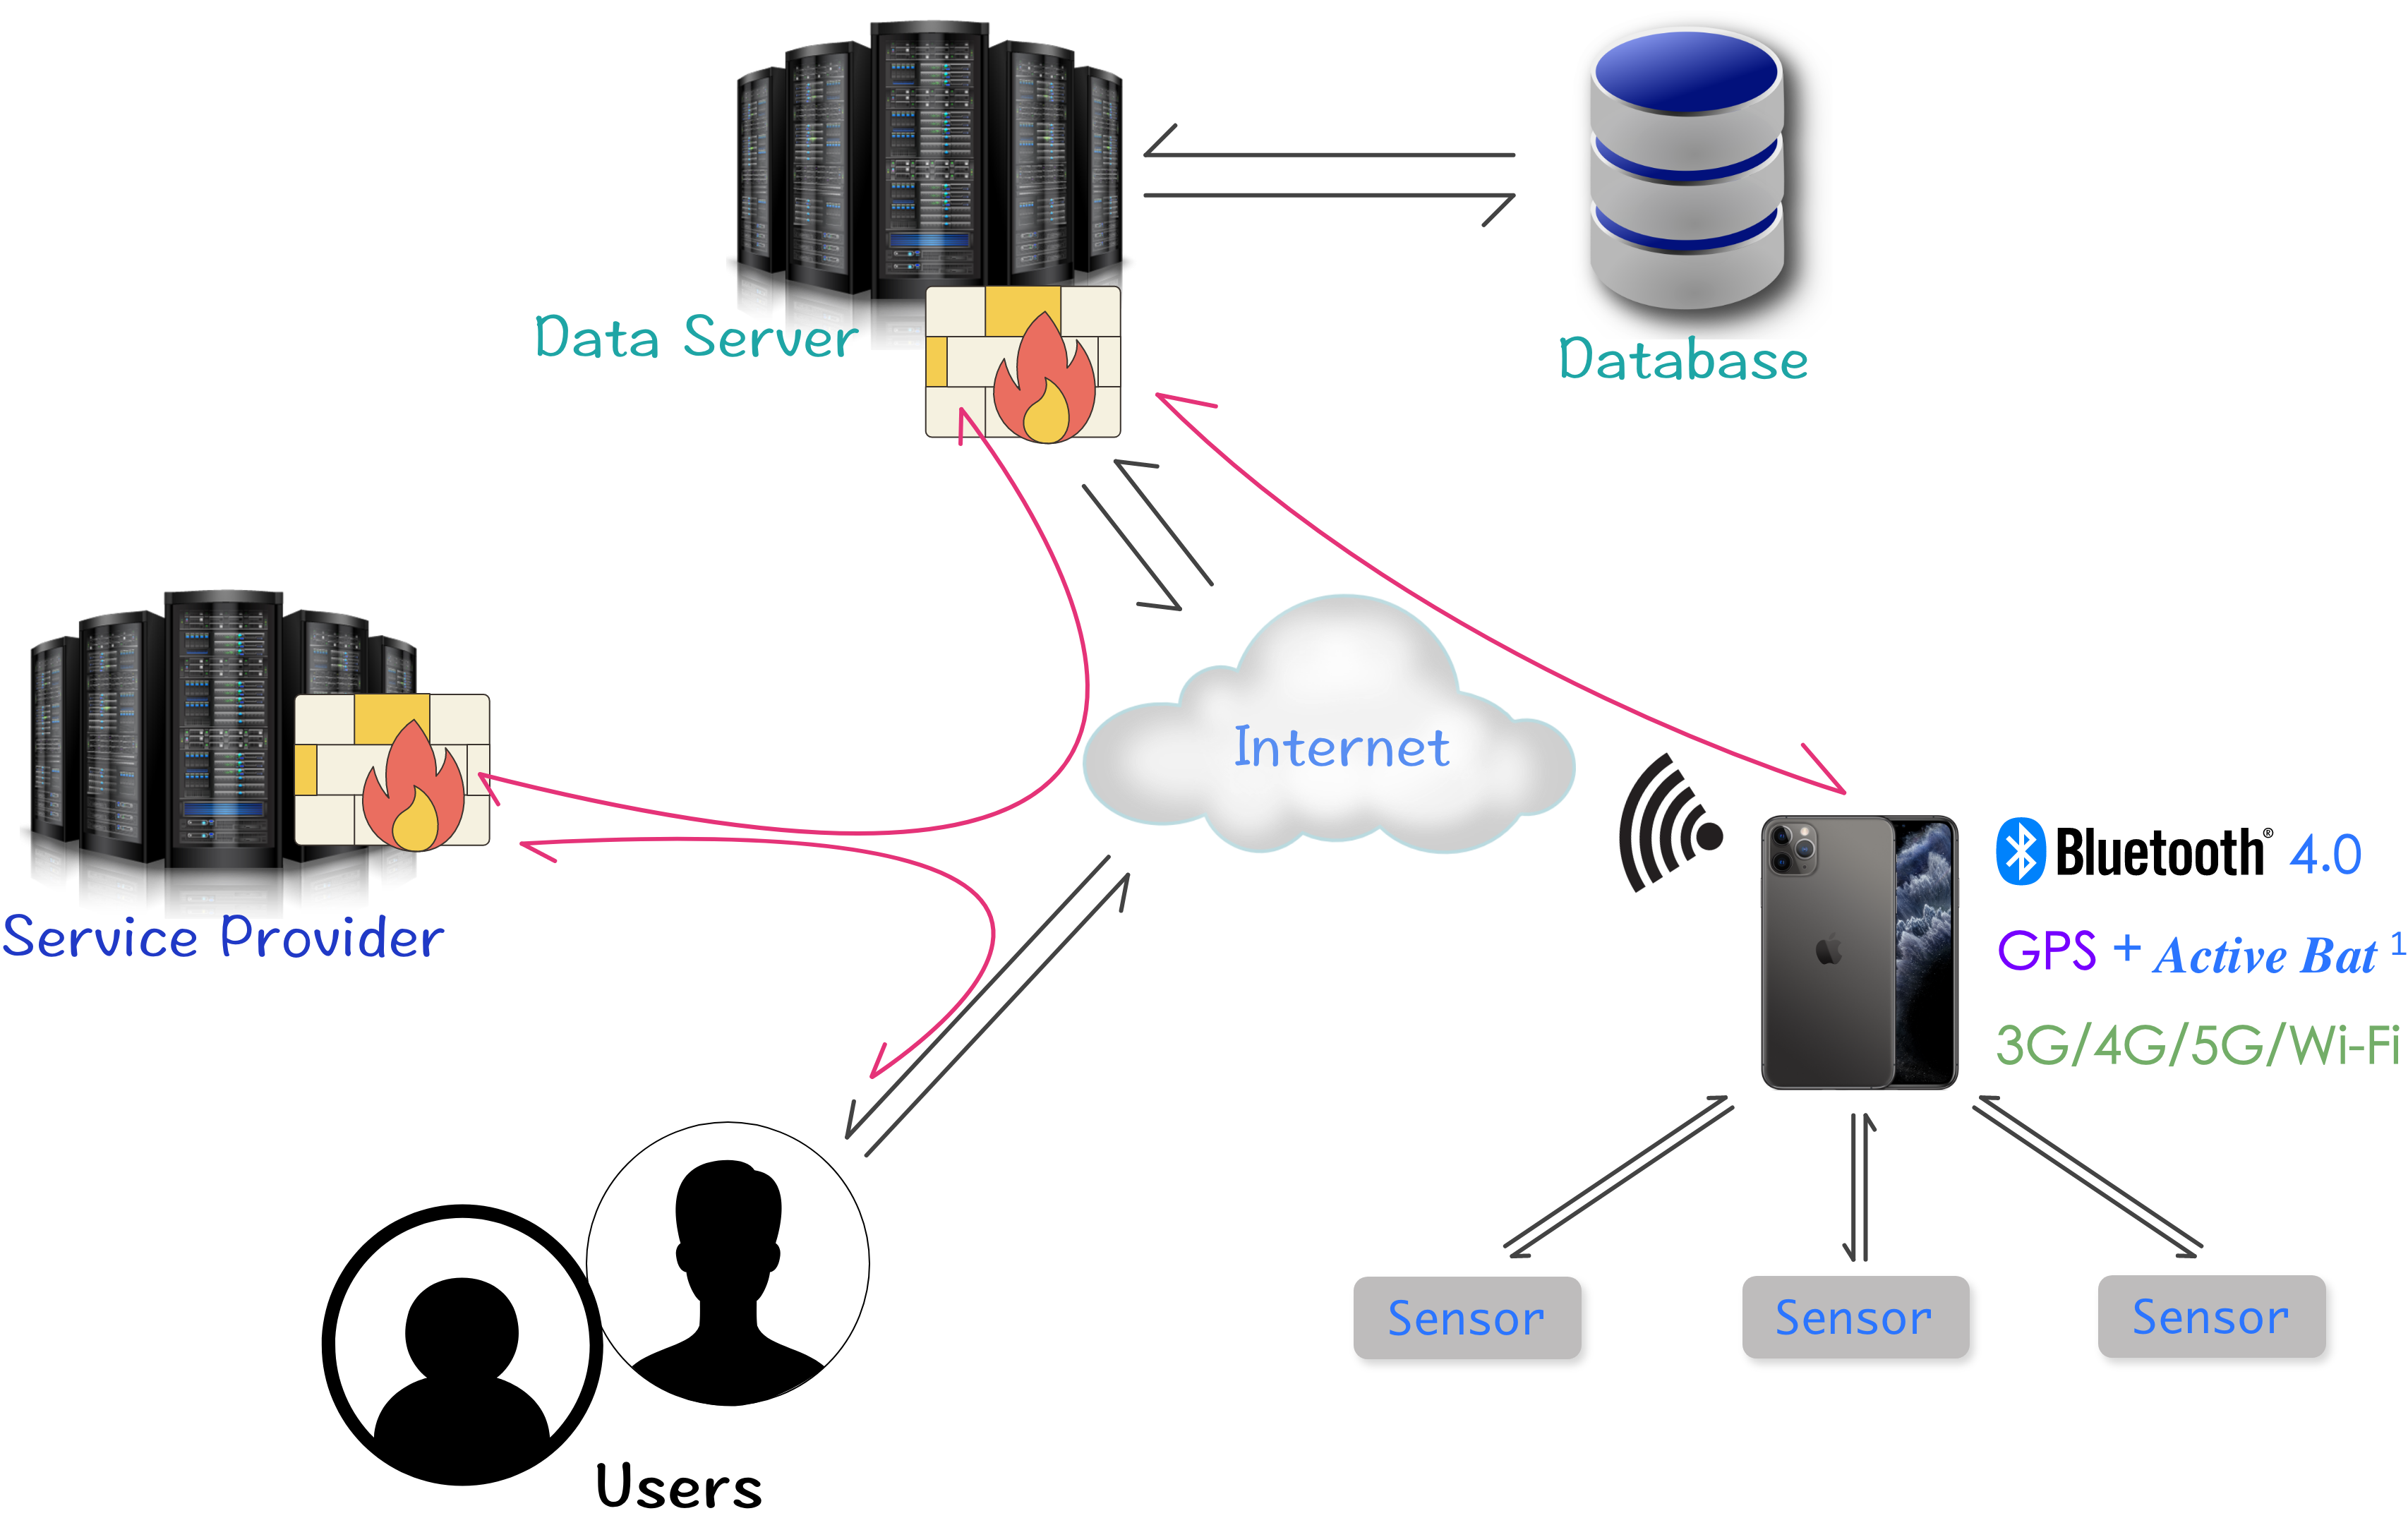 Data Server
Database
Internet
Service Provider
Bluetooth® 4.0
GPS + Active Bat 1
3G/4G/5G/Wi-Fi
Sensor
Sensor
Sensor
Users